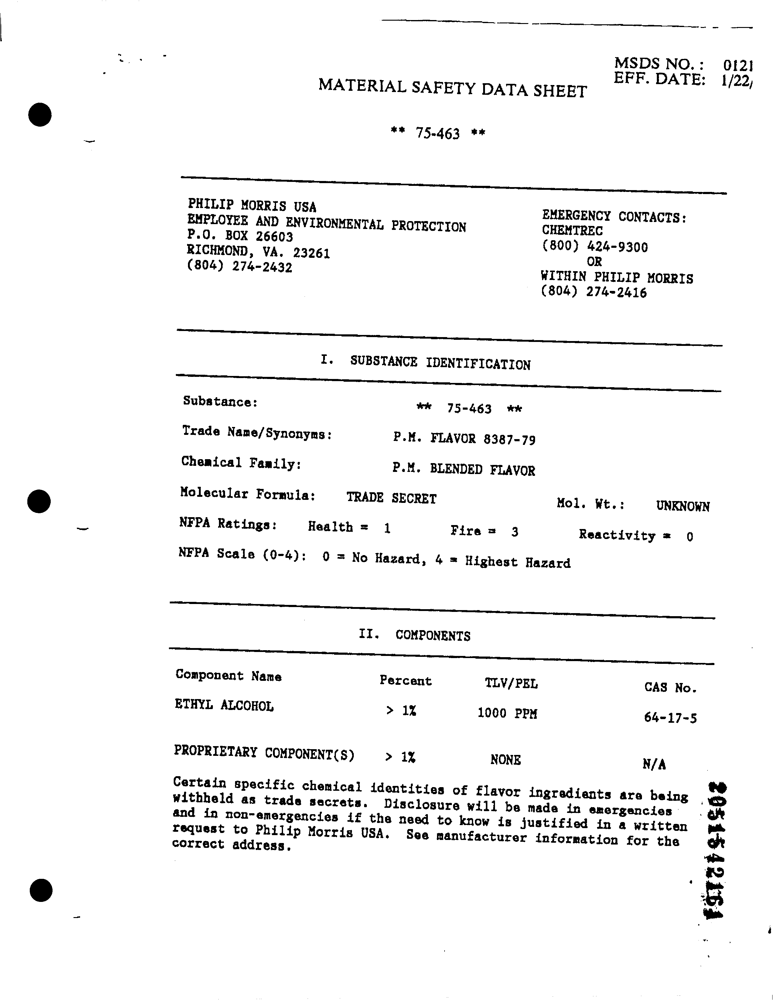 MSDS NO.: 0121
EFF. DATE: 1/22/
MATERIAL SAFETY DATA SHEET
** 75-463 **
PHILIP MORRIS USA
EMPLOYEE AND ENVIRONMENTAL PROTECTION
P.O. BOX 26603
RICHMOND, VA. 23261
(804) 274-2432
EMERGENCY CONTACTS:
CHEMTREC
(800) 424-9300
OR
WITHIN PHILIP MORRIS
(804) 274-2416
I. SUBSTANCE IDENTIFICATION
Substance: ** 75-463 **
Trade Name/Synonyms: P.M. FLAVOR 8387-79
Chemical Family: P.M. BLENDED FLAVOR
Molecular Formula: TRADE SECRET Mol. Wt.: UNKNOWN
NFPA Ratings: Health = 1 Fire = 3 Reactivity = 0
NFPA Scale (0-4): 0 = No Hazard, 4 = Highest Hazard
II. COMPONENTS
Component Name Percent TLV/PEL CAS No.
ETHYL ALCOHOL > 1% 1000 PPM 64-17-5
PROPRIETARY COMPONENT(S) > 1% NONE N/A
Certain specific chemical identities of flavor ingredients are being
withheld as trade secrets. Disclosure will be made in emergencies
and in non-emergencies if the need to know is justified in a written
request to Philip Morris USA. See manufacturer information for the
correct address.